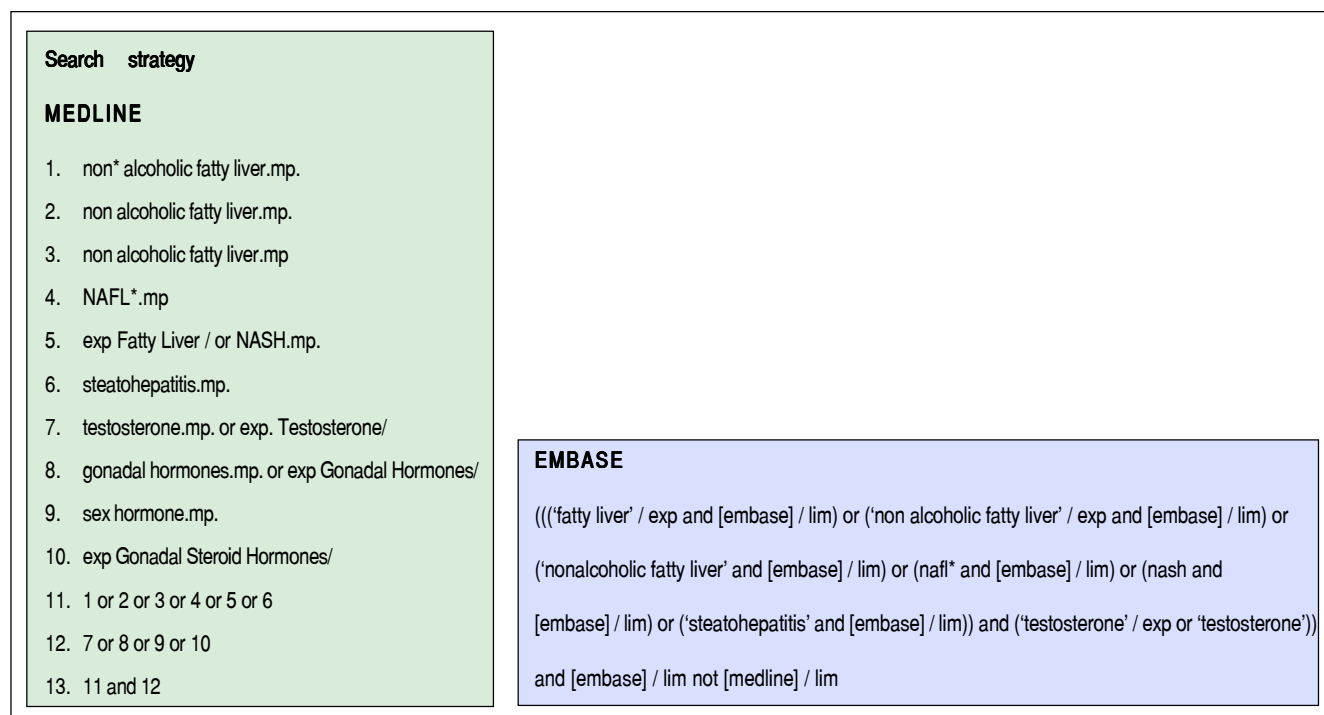 Search strategy
MEDLINE
1. non* alcoholic fatty liver.mp.
2. non alcoholic fatty liver.mp.
3. non alcoholic fatty liver.mp
4. NAFL*.mp
5. exp Fatty Liver / or NASH.mp.
6. steatohepatitis.mp.
7. testosterone.mp. or exp. Testosterone/
8. gonadal hormones.mp. or exp Gonadal Hormones/
9. sex hormone.mp.
10. exp Gonadal Steroid Hormones/
11. 1 or 2 or 3 or 4 or 5 or 6
12. 7 or 8 or 9 or 10
13. 11 and 12
EMBASE
(((‘fatty liver’ / exp and [embase] / lim) or (‘non alcoholic fatty liver’ / exp and [embase] / lim) or
(‘nonalcoholic fatty liver’ and [embase] / lim) or (nafl* and [embase] / lim) or (nash and
[embase] / lim) or (‘steatohepatitis’ and [embase] / lim)) and (‘testosterone’ / exp or ‘testosterone’))
and [embase] / lim not [medline] / lim